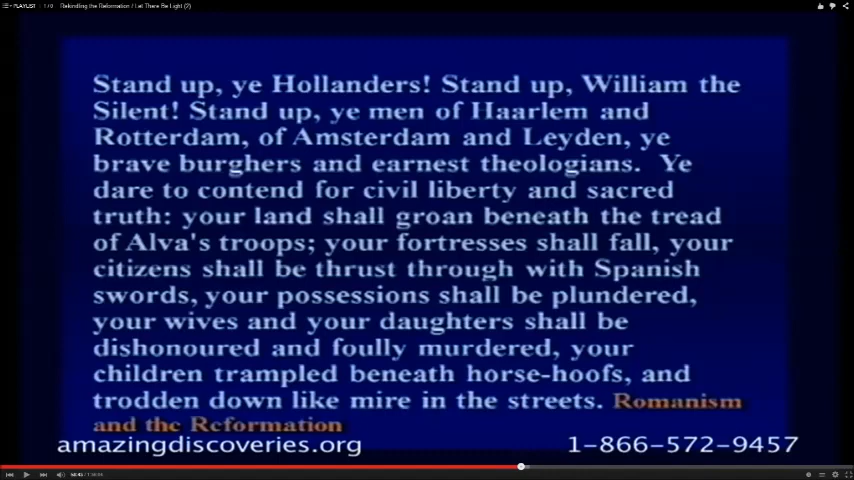 PLAYLIST
Rekindling the Reformation / Let There Be Light (2)
Stand up, ye Hollanders! Stand up, William the
Silent! Stand up, ye men of Haarlem and
Rotterdam, of Amsterdam and Leyden, ye
brave burghers and earnest theologians. Ye
dare to contend for civil liberty and sacred
truth: your land shall groan beneath the tread
of Alva's troops; your fortresses shall fall, your
citizens shall be thrust through with Spanish
swords, your possessions shall be plundered,
your wives and your daughters shall be
dishonoured and foully murdered, your
children trampled beneath horse-hoofs, and
trodden down like mire in the streets. Romanism
and the Reformation
amazingdiscoveries.org 1-866-572-9457